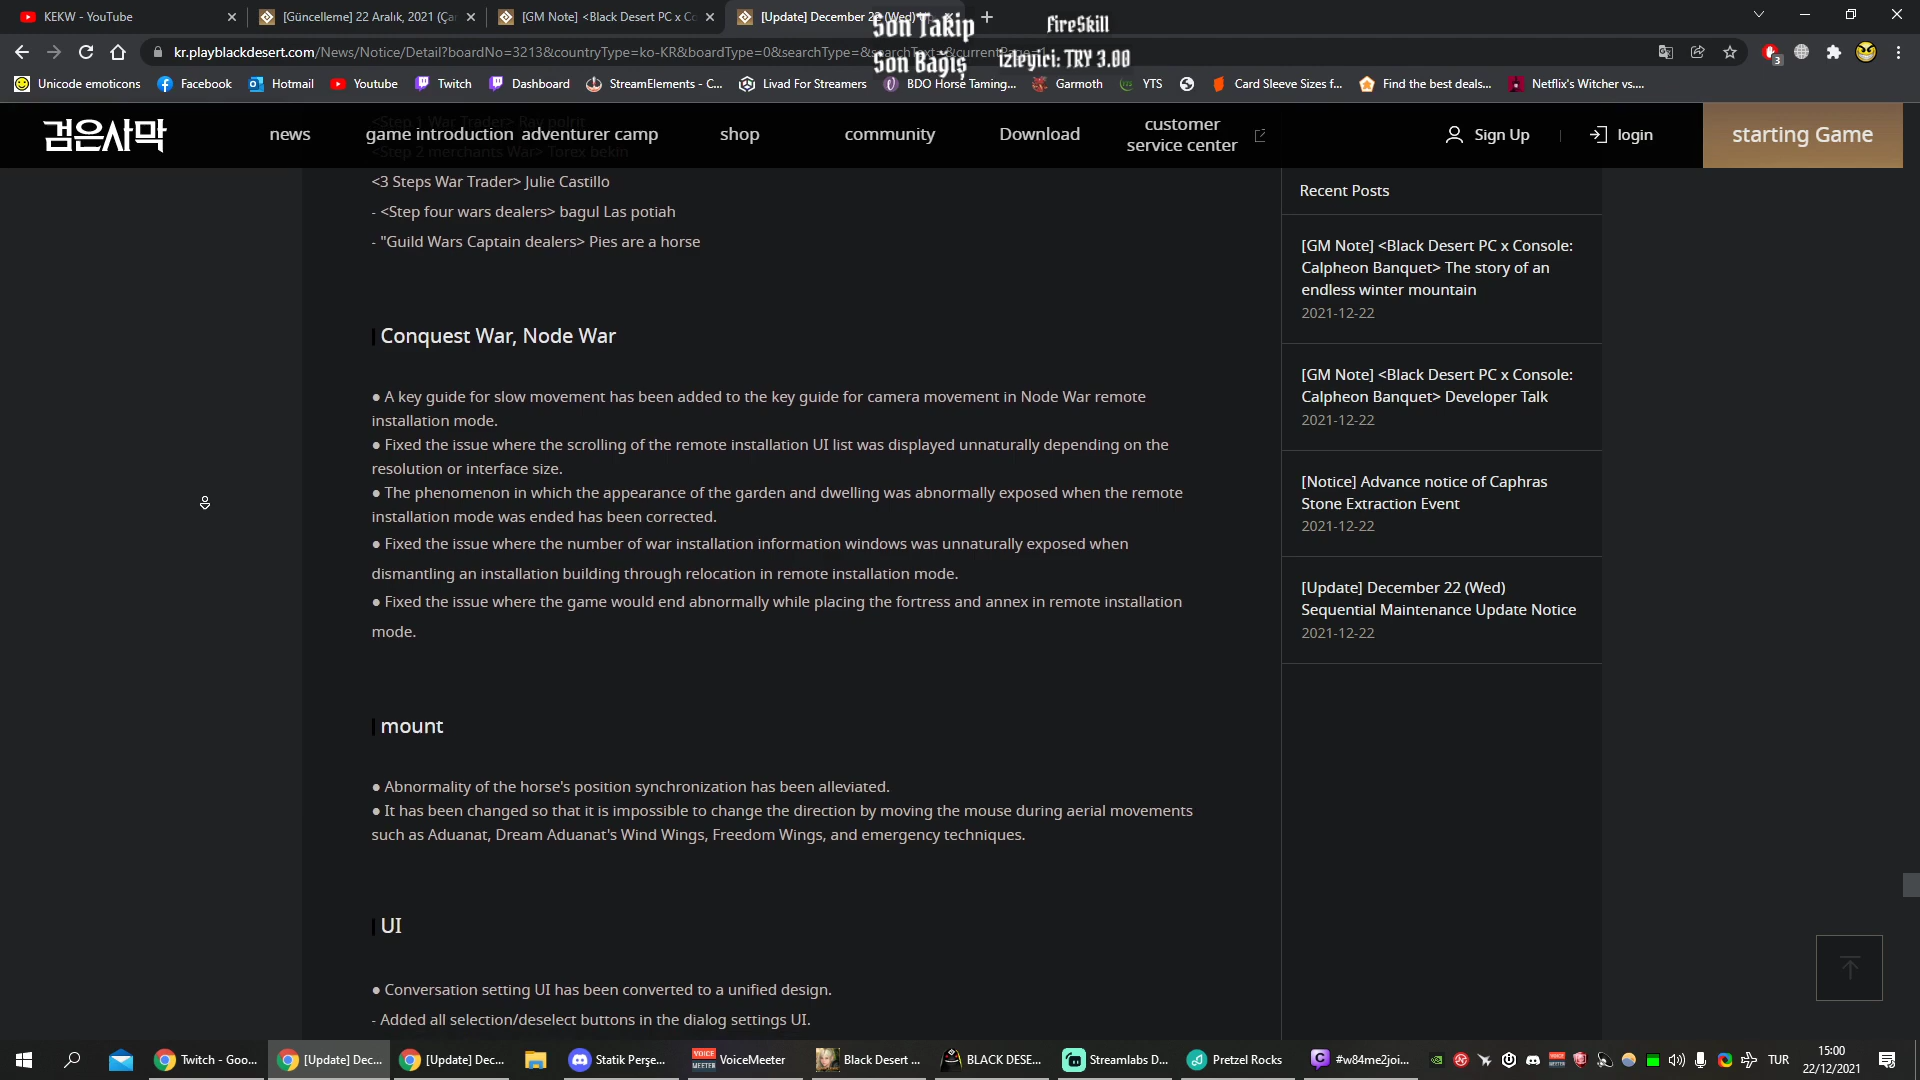 KEKW - YouTube
[Güncelleme] 22 Aralık, 2021 (Ça
[GM Note] <Black Desert PC x Co
[Update] December 22 (Wed)
Son Takip
FireSkill
kr.playblackdesert.com/News/Notice/Detail?boardNo=3213&countryType=ko-KR&boardType=0&searchType=&searchText=&currentPage=1
Son Bağış
izleyici: TRY 3.00
3
Unicode emoticons
Facebook
Hotmail
Youtube
Twitch
Dashboard
StreamElements - C...
Livad For Streamers
BDO Horse Taming...
Garmoth
YTS
Card Sleeve Sizes f...
Find the best deals...
Netflix's Witcher vs....
검은사막
news
game introduction
adventurer camp
shop
community
Download
customer
service center
Sign Up
login
starting Game
<Step 1 War Trader> Ray
<Step 2 merchants War> Torex bekin
<3 Steps War Trader> Julie Castillo
- <Step four wars dealers> bagul Las potiah
- "Guild Wars Captain dealers> Pies are a horse
Conquest War, Node War
● A key guide for slow movement has been added to the key guide for camera movement in Node War remote
installation mode.
● Fixed the issue where the scrolling of the remote installation UI list was displayed unnaturally depending on the
resolution or interface size.
● The phenomenon in which the appearance of the garden and dwelling was abnormally exposed when the remote
installation mode was ended has been corrected.
● Fixed the issue where the number of war installation information windows was unnaturally exposed when
dismantling an installation building through relocation in remote installation mode.
● Fixed the issue where the game would end abnormally while placing the fortress and annex in remote installation
mode.
mount
● Abnormality of the horse's position synchronization has been alleviated.
● It has been changed so that it is impossible to change the direction by moving the mouse during aerial movements
such as Aduanat, Dream Aduanat's Wind Wings, Freedom Wings, and emergency techniques.
UI
● Conversation setting UI has been converted to a unified design.
- Added all selection/deselect buttons in the dialog settings UI.
Recent Posts
[GM Note] <Black Desert PC x Console:
Calpheon Banquet> The story of an
endless winter mountain
2021-12-22
[GM Note] <Black Desert PC x Console:
Calpheon Banquet> Developer Talk
2021-12-22
[Notice] Advance notice of Caphras
Stone Extraction Event
2021-12-22
[Update] December 22 (Wed)
Sequential Maintenance Update Notice
2021-12-22
Twitch - Goo...
[Update] Dec...
[Update] Dec...
Statik Perşe...
VOICE
MEETER
VoiceMeeter
Black Desert ...
BLACK DESE...
Streamlabs D...
Pretzel Rocks
#w84me2joi...
TUR
15:00
22/12/2021